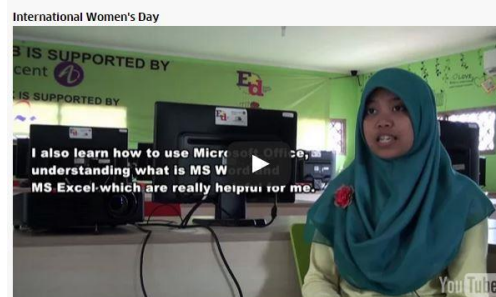 International Women's Day
B IS SUPPORTED BY
cent
IS SUPPORTED BY
Ed
I also learn how to use Microsoft Office,
understanding what is MS Word and
MS Excel which are really helpful for me.
YouTube